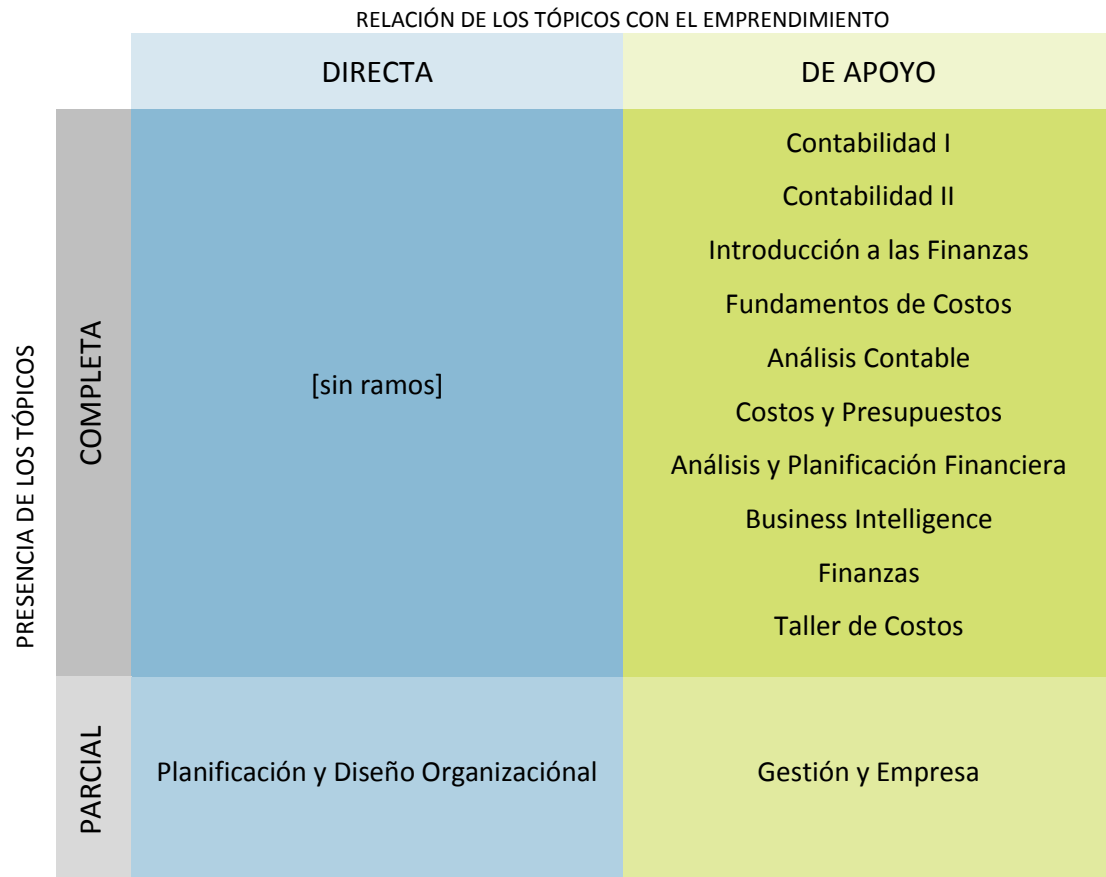 RELACIÓN DE LOS TÓPICOS CON EL EMPRENDIMIENTO
DIRECTA
DE APOYO
PRESENCIA DE LOS TÓPICOS
COMPLETA
[sin ramos]
Contabilidad I
Contabilidad II
Introducción a las Finanzas
Fundamentos de Costos
Análisis Contable
Costos y Presupuestos
Análisis y Planificación Financiera
Business Intelligence
Finanzas
Taller de Costos
PARCIAL
Planificación y Diseño Organizaciónal
Gestión y Empresa